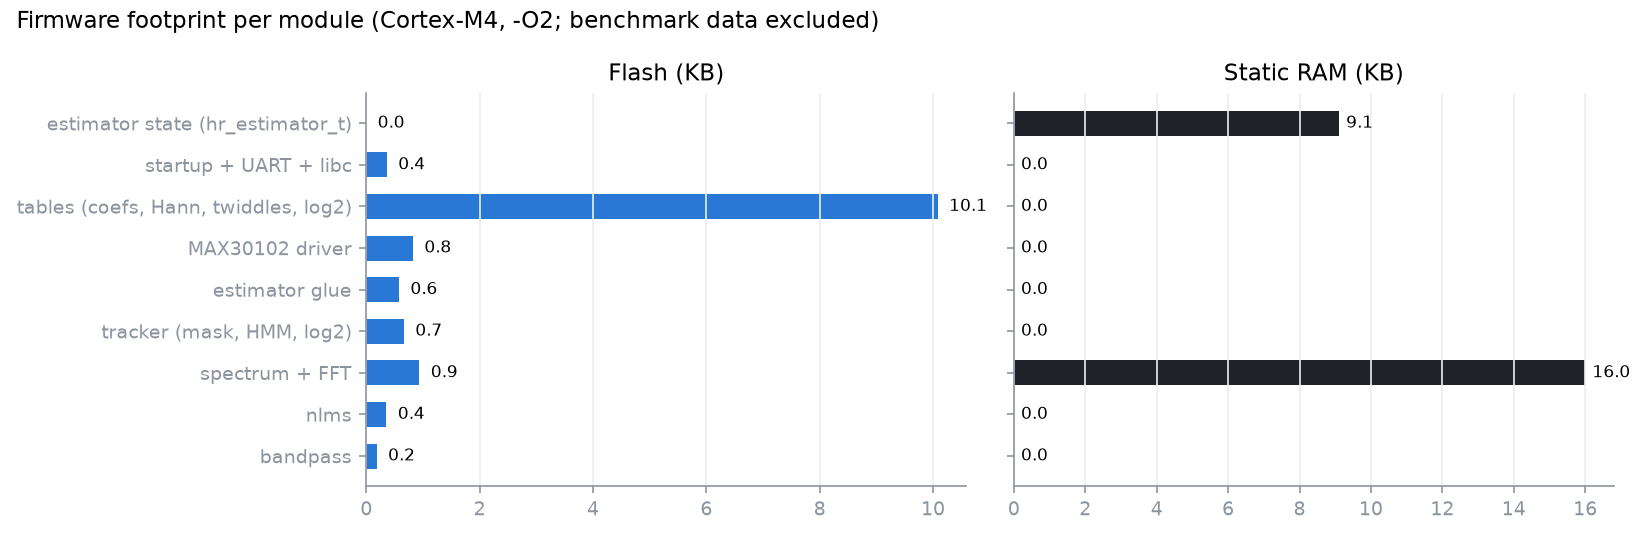 Firmware footprint per module (Cortex-M4, -O2; benchmark data excluded)
Flash (KB)
Static RAM (KB)
estimator state (hr_estimator_t)
0.0
9.1
startup + UART + libc
0.4
0.0
tables (coefs, Hann, twiddles, log2)
10.1
0.0
MAX30102 driver
0.8
0.0
estimator glue
0.6
0.0
tracker (mask, HMM, log2)
0.7
0.0
spectrum + FFT
0.9
16.0
nlms
0.4
0.0
bandpass
0.2
0.0
0 2 4 6 8 10
0 2 4 6 8 10 12 14 16